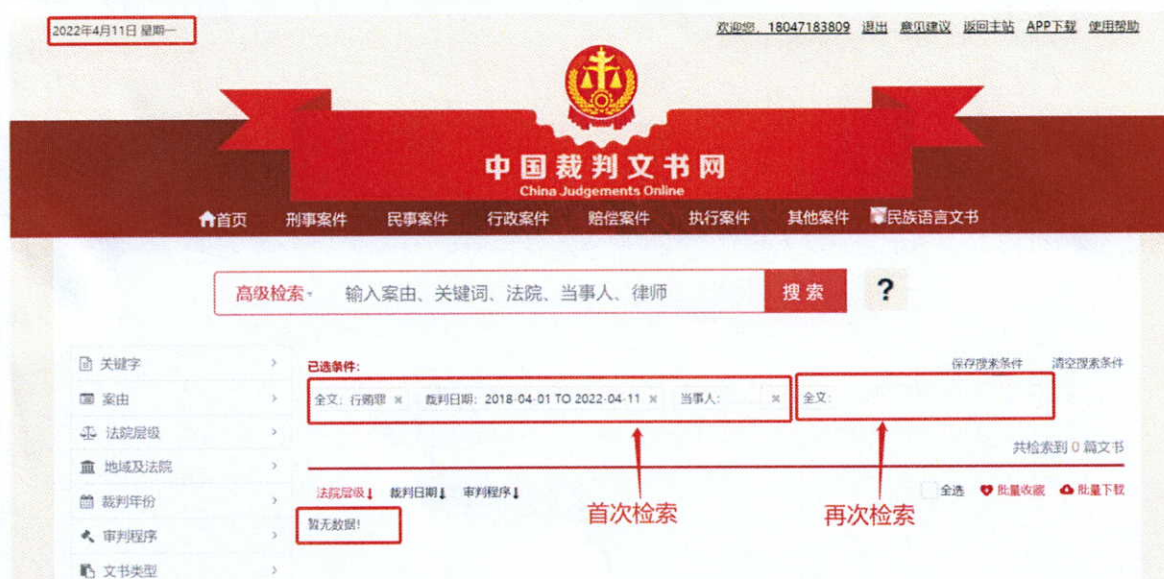 2022年4月11日 星期一
欢迎您，18047183809 退出 意见建议 返回主站 APP下载 使用帮助
中国裁判文书网
China Judgements Online
首页 刑事案件 民事案件 行政案件 赔偿案件 执行案件 其他案件 民族语言文书
高级检索 输入案由、关键词、法院、当事人、律师 搜索 ?
关键字
案由
法院层级
地域及法院
裁判年份
审判程序
文书类型
已选条件:
保存搜索条件 清空搜索条件
全文: 行贿罪 × 裁判日期: 2018-04-01 TO 2022-04-11 × 当事人: × 全文:
共检索到 0 篇文书
法院层级↓ 裁判日期↓ 审判程序↓
全选 批量收藏 批量下载
暂无数据!
首次检索 再次检索